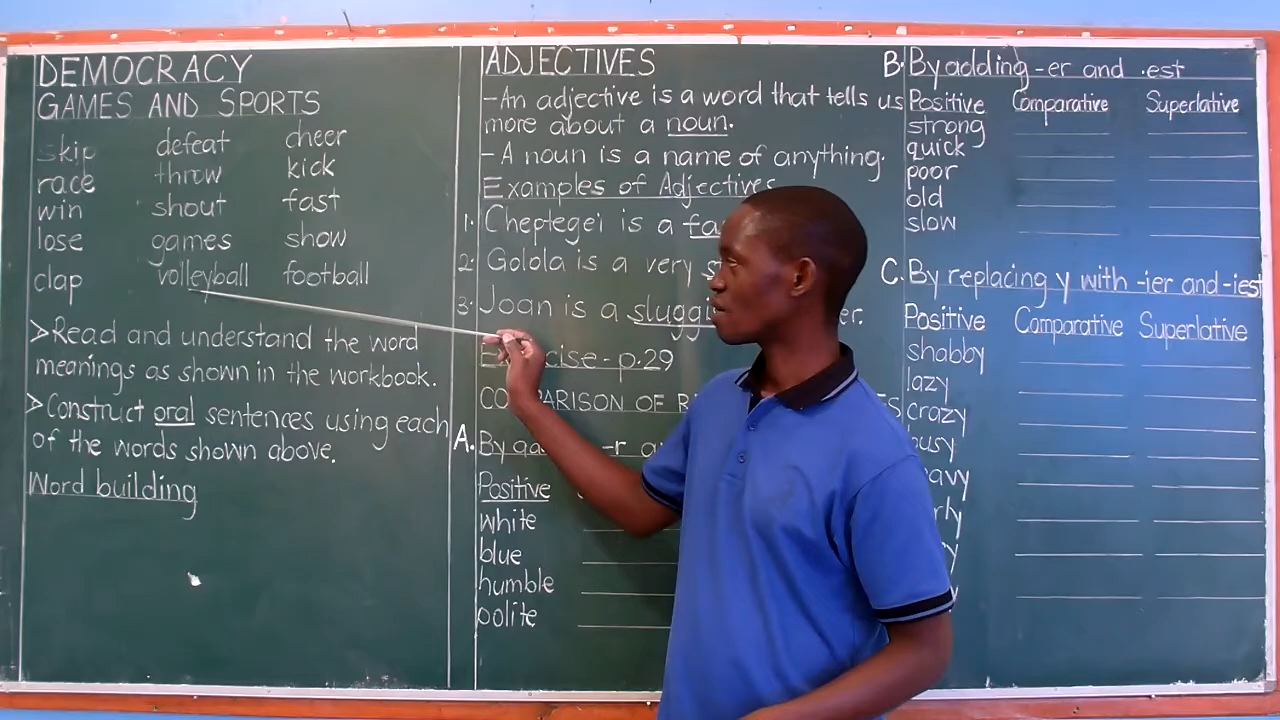 DEMOCRACY
GAMES AND SPORTS
skip defeat cheer
race throw kick
win shout fast
lose games show
clap volleyball football
➢Read and understand the word
meanings as shown in the workbook.
➢Construct oral sentences using each
of the words shown above.
Word building
ADJECTIVES
-An adjective is a word that tells us
more about a noun.
-A noun is a name of anything.
Examples of Adjectives
1. Cheptegei is a
2. Golola is a very
3. Joan is a
- p.29
OF
A. By
Positive
white
blue
humble
polite
B. By adding -er and -est
Positive Comparative Superlative
strong
quick
poor
old
slow
C. By replacing y with -ier and -iest
Positive Comparative Superlative
shabby
lazy
crazy